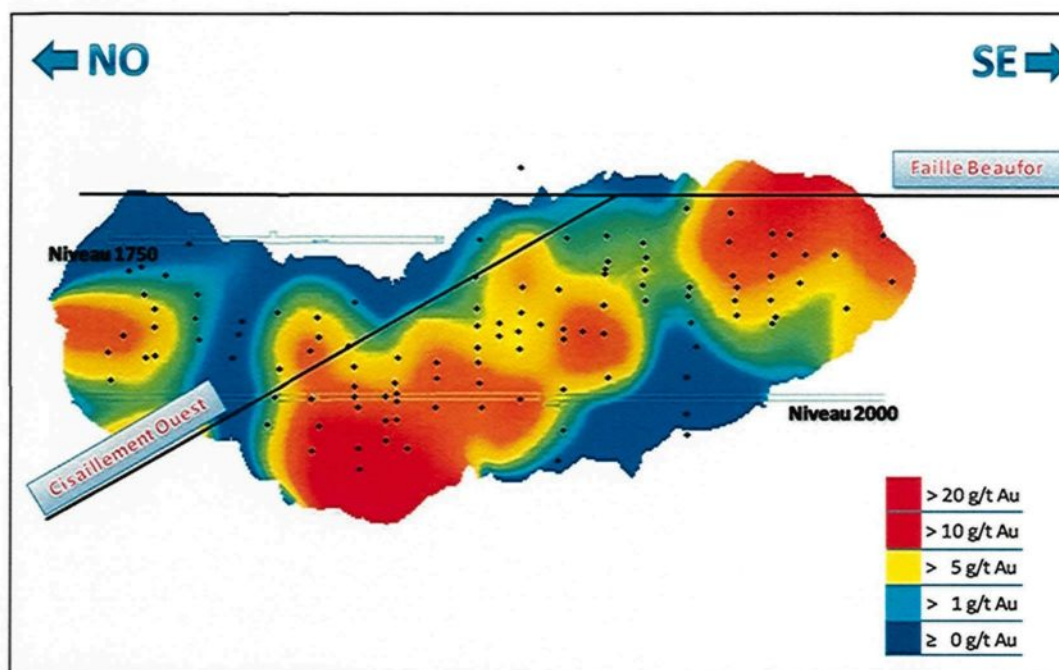 NO
SE
Faille Beaufor
Niveau 1750
Niveau 2000
Cisaillement Ouest
> 20 g/t Au
> 10 g/t Au
> 5 g/t Au
> 1 g/t Au
≥ 0 g/t Au